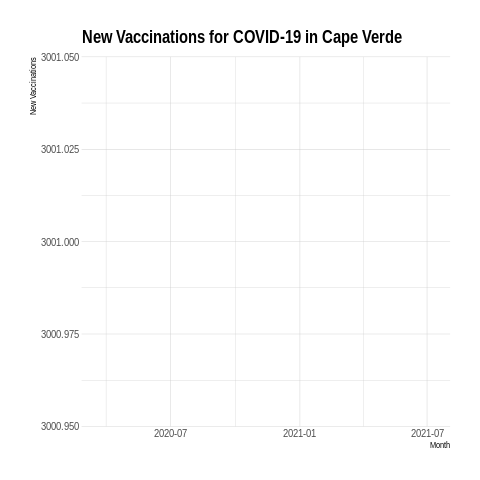 New Vaccinations for COVID-19 in Cape Verde
New Vaccinations
3001.050
3001.025
3001.000
3000.975
3000.950
2020-07 2021-01 2021-07
Month